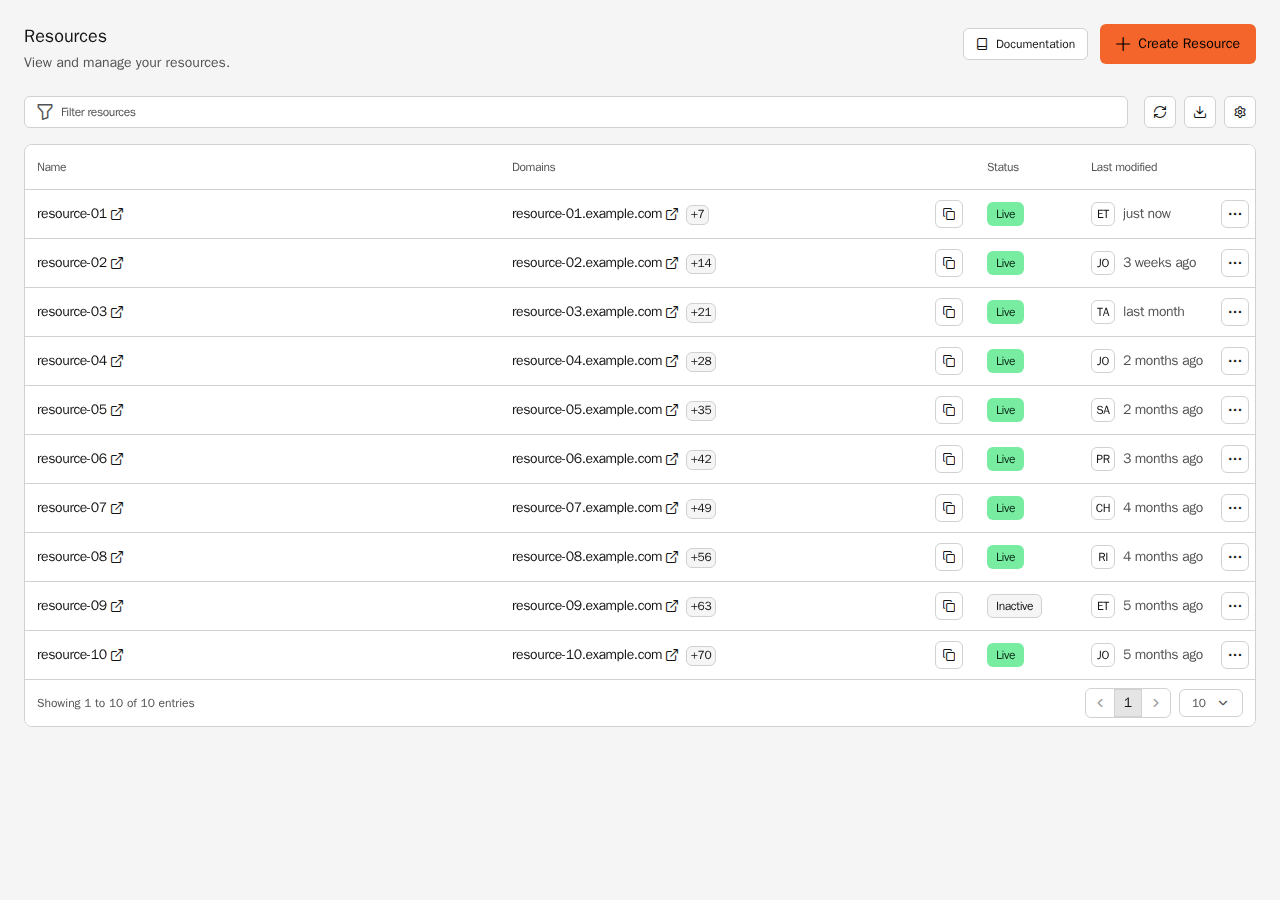 Resources
View and manage your resources.
Documentation
Create Resource
Filter resources
Name Domains Status Last modified
resource-01 resource-01.example.com +7 Live ET just now
resource-02 resource-02.example.com +14 Live JO 3 weeks ago
resource-03 resource-03.example.com +21 Live TA last month
resource-04 resource-04.example.com +28 Live JO 2 months ago
resource-05 resource-05.example.com +35 Live SA 2 months ago
resource-06 resource-06.example.com +42 Live PR 3 months ago
resource-07 resource-07.example.com +49 Live CH 4 months ago
resource-08 resource-08.example.com +56 Live RI 4 months ago
resource-09 resource-09.example.com +63 Inactive ET 5 months ago
resource-10 resource-10.example.com +70 Live JO 5 months ago
Showing 1 to 10 of 10 entries 1 10